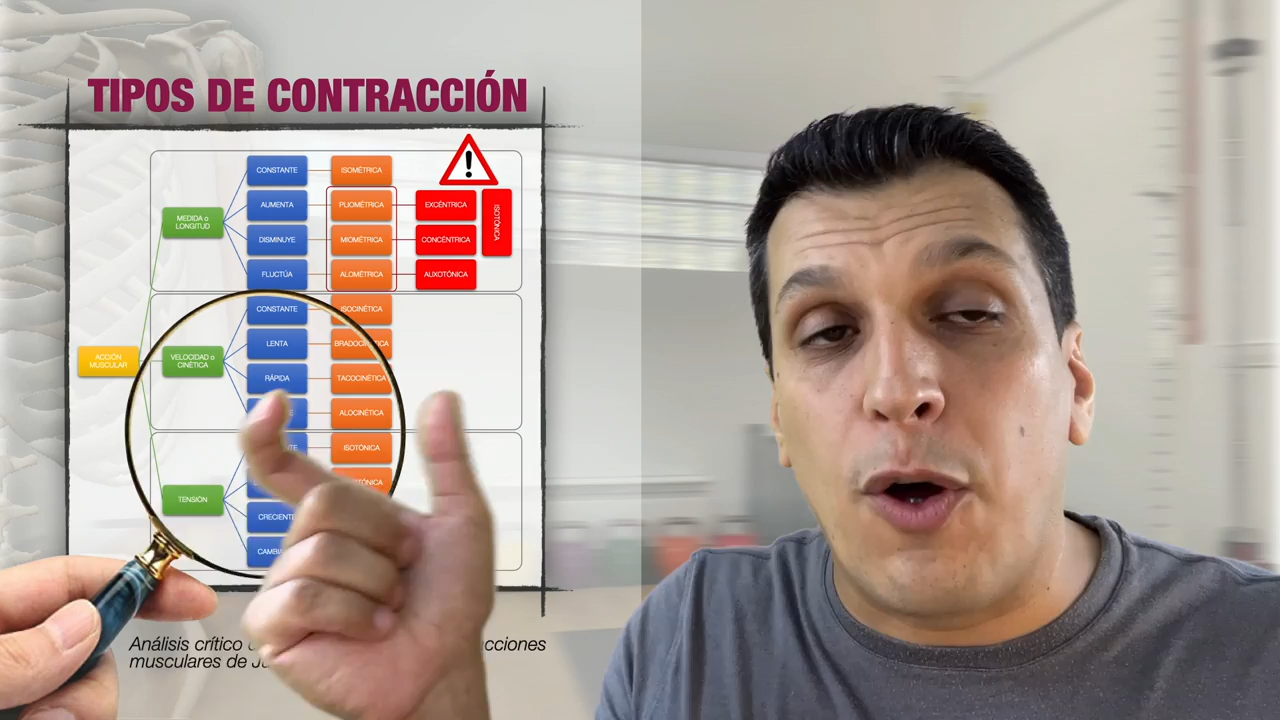 TIPOS DE CONTRACCIÓN
CONSTANTE
ISOMÉTRICA
MEDIDA o
LONGITUD
AUMENTA
PLIOMÉTRICA
EXCÉNTRICA
ISOTÓNICA
DISMINUYE
MIOMÉTRICA
CONCÉNTRICA
FLUCTÚA
ALOMÉTRICA
AUXOTÓNICA
CONSTANTE
ISOCINÉTICA
ACCIÓN
MUSCULAR
VELOCIDAD o
CINÉTICA
LENTA
RÁPIDA
TACOCINÉTICA
ALOCINÉTICA
ISOTÓNICA
TENSIÓN
CRECIENTE
Análisis crítico
musculares de